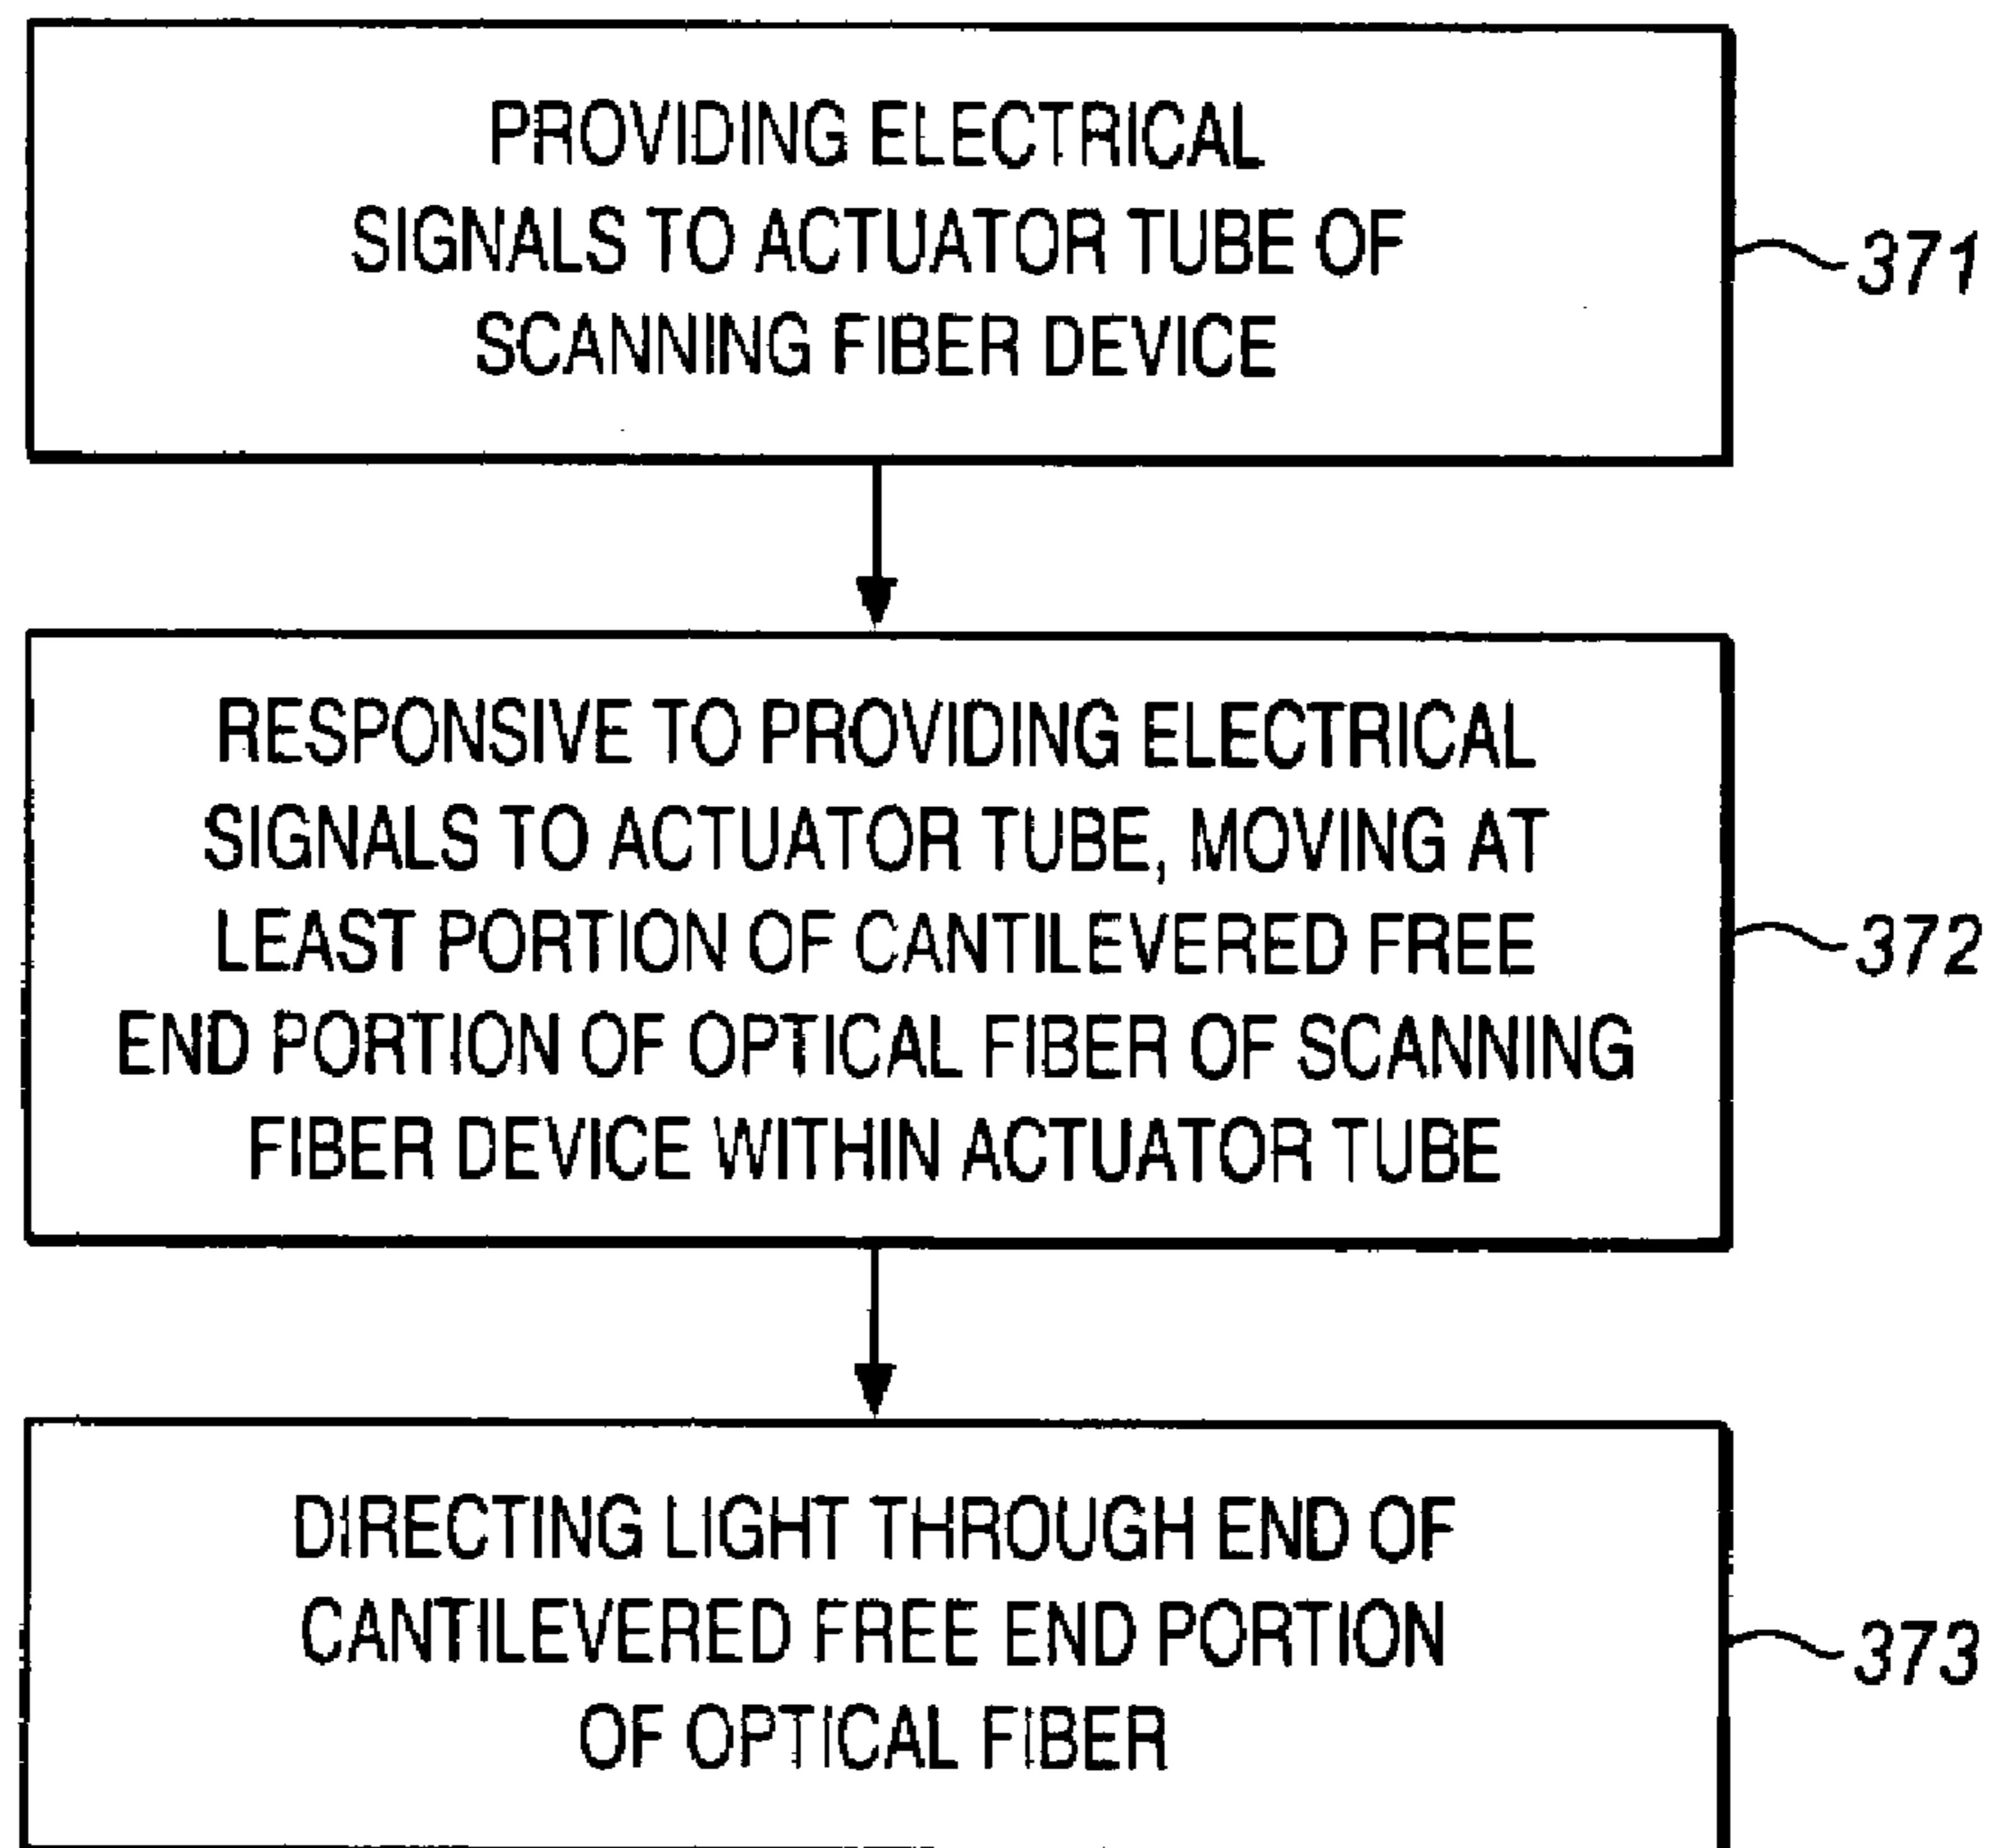 PROVIDING ELECTRICAL
SIGNALS TO ACTUATOR TUBE OF
SCANNING FIBER DEVICE
371
RESPONSIVE TO PROVIDING ELECTRICAL
SIGNALS TO ACTUATOR TUBE, MOVING AT
LEAST PORTION OF CANTILEVERED FREE
END PORTION OF OPTICAL FIBER OF SCANNING
FIBER DEVICE WITHIN ACTUATOR TUBE
372
DIRECTING LIGHT THROUGH END OF
CANTILEVERED FREE END PORTION
OF OPTICAL FIBER
373